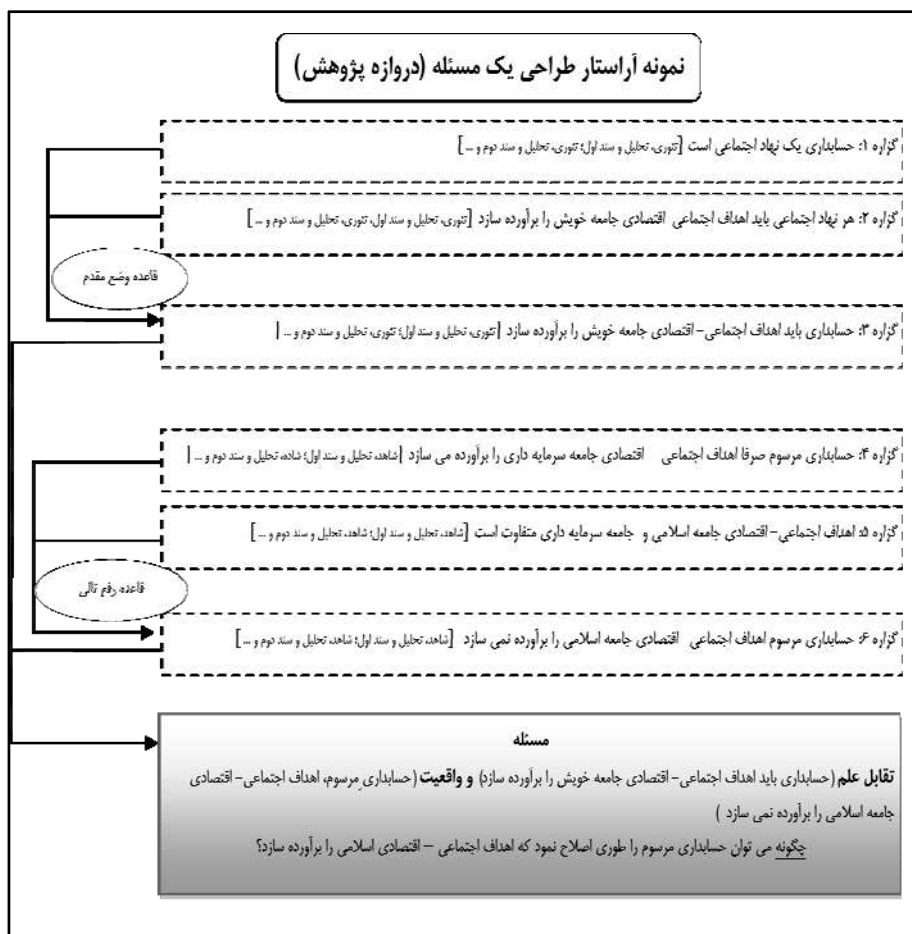 نمونه آراستار طراحی یک مسئله (دروازه پژوهش)
گزاره ۱: حسابداری یک نهاد اجتماعی است [تئوری، تحلیل و سند اول؛ تئوری، تحلیل و سند دوم و ...]
گزاره ۲: هر نهاد اجتماعی باید اهداف اجتماعی اقتصادی جامعه خویش را برآورده سازد [تئوری، تحلیل و سند اول، تئوری، تحلیل و سند دوم و ...]
قاعده وضع مقدم
گزاره ۳: حسابداری باید اهداف اجتماعی- اقتصادی جامعه خویش را برآورده سازد [تئوری، تحلیل و سند اول؛ تئوری، تحلیل و سند دوم و ...]
گزاره ۴: حسابداری مرسوم صرفا اهداف اجتماعی اقتصادی جامعه سرمایه داری را برآورده می سازد [شاهد، تحلیل و سند اول؛ شاهد، تحلیل و سند دوم و ...]
گزاره ۵: اهداف اجتماعی- اقتصادی جامعه اسلامی و جامعه سرمایه داری متفاوت است [شاهد، تحلیل و سند اول؛ شاهد، تحلیل و سند دوم و ...]
قاعده رفع تالی
گزاره ۶: حسابداری مرسوم اهداف اجتماعی اقتصادی جامعه اسلامی را برآورده نمی سازد [شاهد، تحلیل و سند اول؛ شاهد، تحلیل و سند دوم و ...]
مسئله
تقابل علم (حسابداری باید اهداف اجتماعی- اقتصادی جامعه خویش را برآورده سازد) و واقعیت (حسابداری مرسوم، اهداف اجتماعی- اقتصادی
جامعه اسلامی را برآورده نمی سازد )
چگونه می توان حسابداری مرسوم را طوری اصلاح نمود که اهداف اجتماعی – اقتصادی اسلامی را برآورده سازد؟